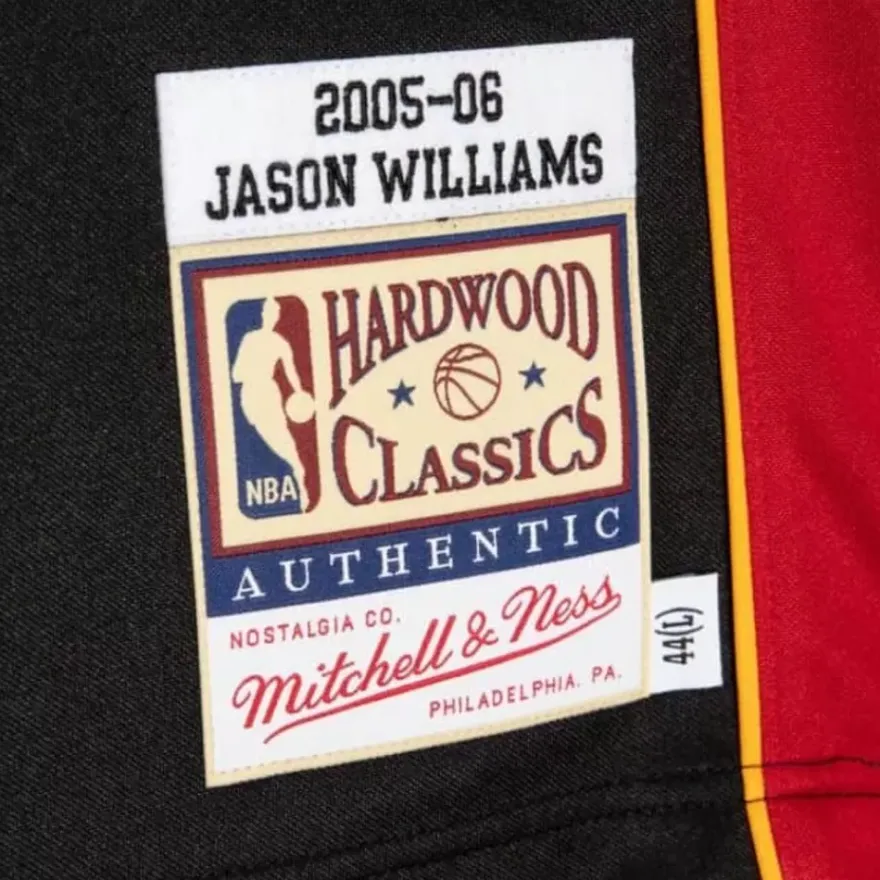 2005-06
JASON WILLIAMS
HARDWOOD
CLASSICS
NBA
AUTHENTIC
NOSTALGIA CO.
Mitchell & Ness
PHILADELPHIA. PA.
44(L)